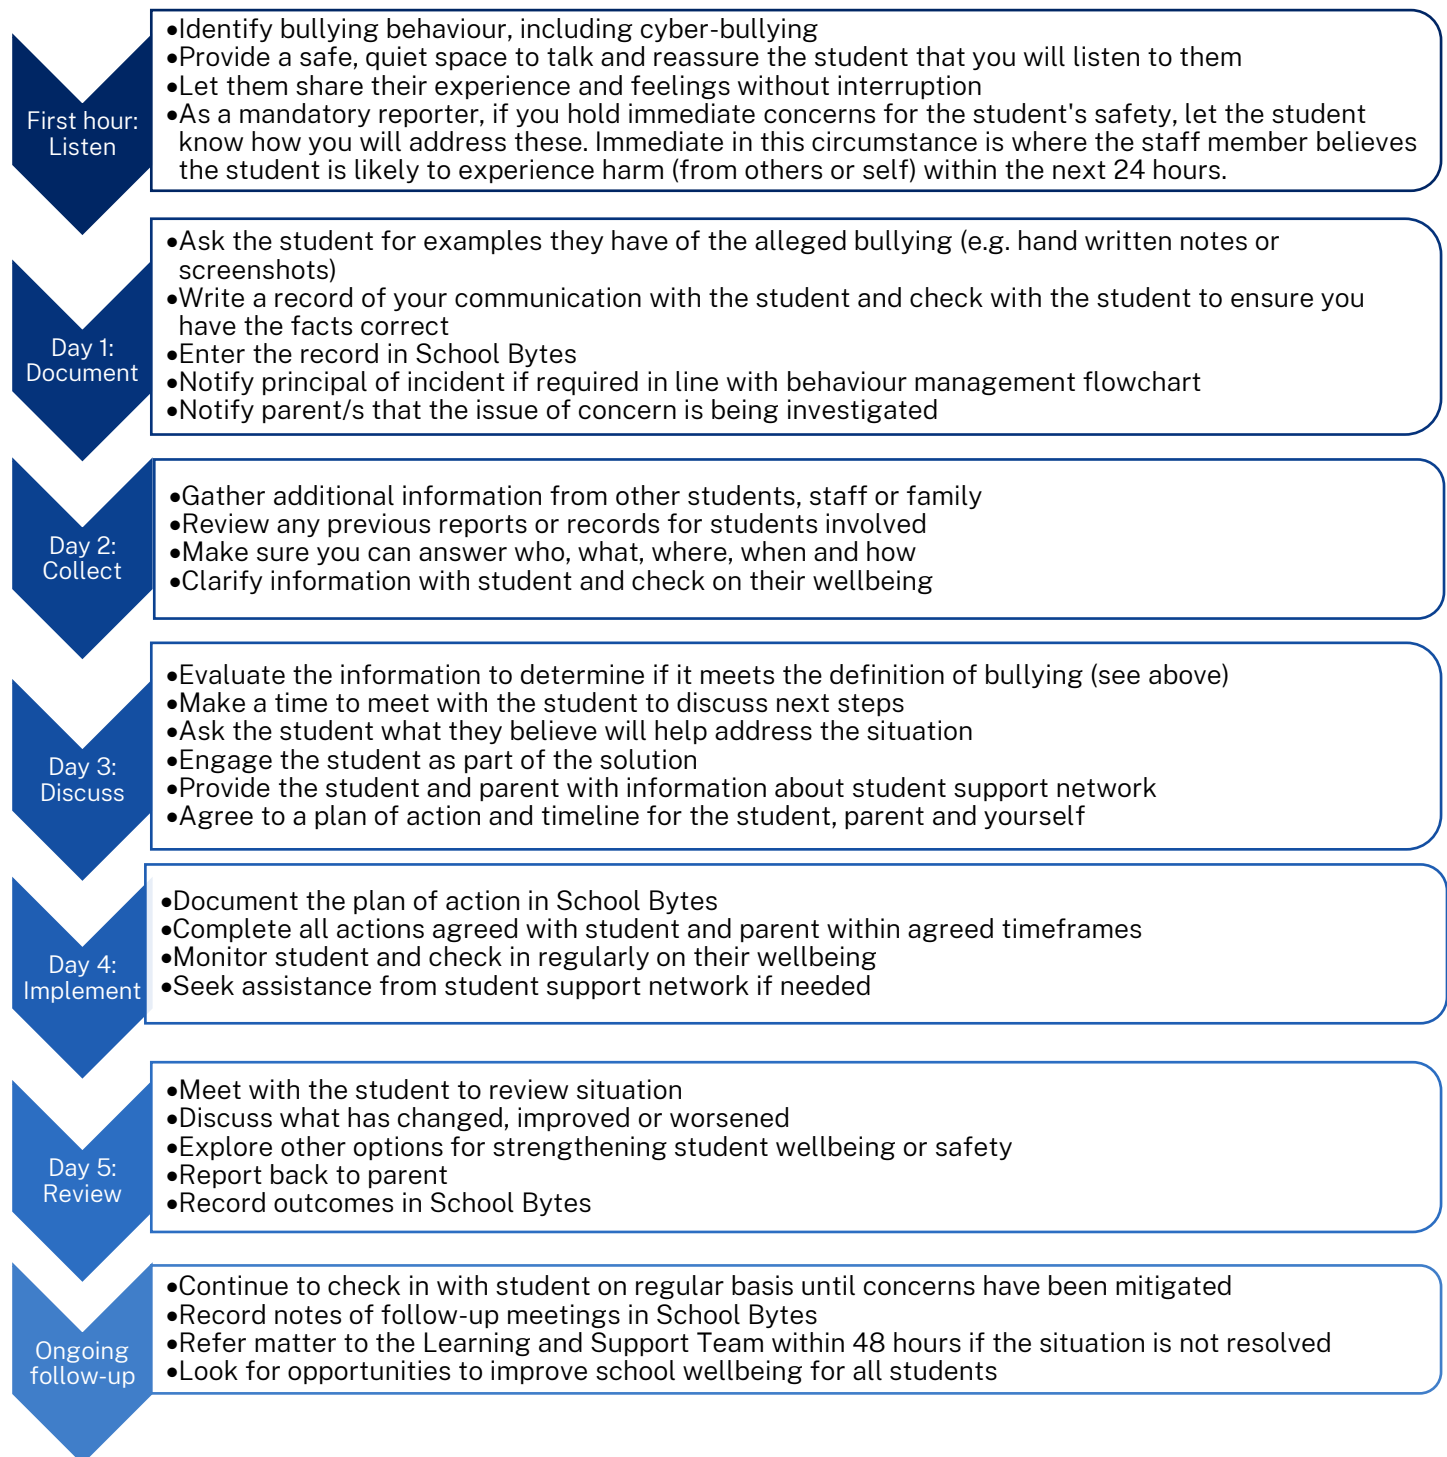 First hour:
Listen
•Identify bullying behaviour, including cyber-bullying
•Provide a safe, quiet space to talk and reassure the student that you will listen to them
•Let them share their experience and feelings without interruption
•As a mandatory reporter, if you hold immediate concerns for the student's safety, let the student
know how you will address these. Immediate in this circumstance is where the staff member believes
the student is likely to experience harm (from others or self) within the next 24 hours.
Day 1:
Document
•Ask the student for examples they have of the alleged bullying (e.g. hand written notes or
screenshots)
•Write a record of your communication with the student and check with the student to ensure you
have the facts correct
•Enter the record in School Bytes
•Notify principal of incident if required in line with behaviour management flowchart
•Notify parent/s that the issue of concern is being investigated
Day 2:
Collect
•Gather additional information from other students, staff or family
•Review any previous reports or records for students involved
•Make sure you can answer who, what, where, when and how
•Clarify information with student and check on their wellbeing
Day 3:
Discuss
•Evaluate the information to determine if it meets the definition of bullying (see above)
•Make a time to meet with the student to discuss next steps
•Ask the student what they believe will help address the situation
•Engage the student as part of the solution
•Provide the student and parent with information about student support network
•Agree to a plan of action and timeline for the student, parent and yourself
Day 4:
Implement
•Document the plan of action in School Bytes
•Complete all actions agreed with student and parent within agreed timeframes
•Monitor student and check in regularly on their wellbeing
•Seek assistance from student support network if needed
Day 5:
Review
•Meet with the student to review situation
•Discuss what has changed, improved or worsened
•Explore other options for strengthening student wellbeing or safety
•Report back to parent
•Record outcomes in School Bytes
Ongoing
follow-up
•Continue to check in with student on regular basis until concerns have been mitigated
•Record notes of follow-up meetings in School Bytes
•Refer matter to the Learning and Support Team within 48 hours if the situation is not resolved
•Look for opportunities to improve school wellbeing for all students